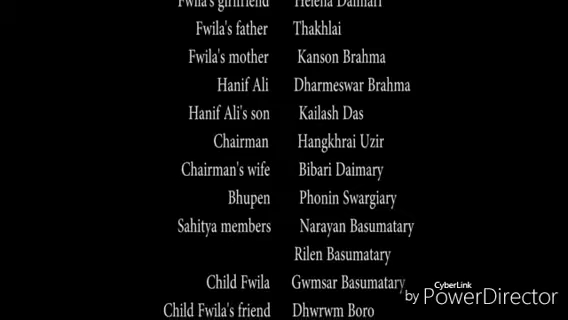 Fwila's girlfriend Helena Daimari
Fwila's father Thakhlai
Fwila's mother Kanson Brahma
Hanif Ali Dharmeswar Brahma
Hanif Ali's son Kailash Das
Chairman Hangkhrai Uzir
Chairman's wife Bibari Daimary
Bhupen Phonin Swargiary
Sahitya members Narayan Basumatary
Rilen Basumatary
Child Fwila Gwmsar Basumatary
Child Fwila's friend Dhwrwm Boro
CyberLink
by PowerDirector